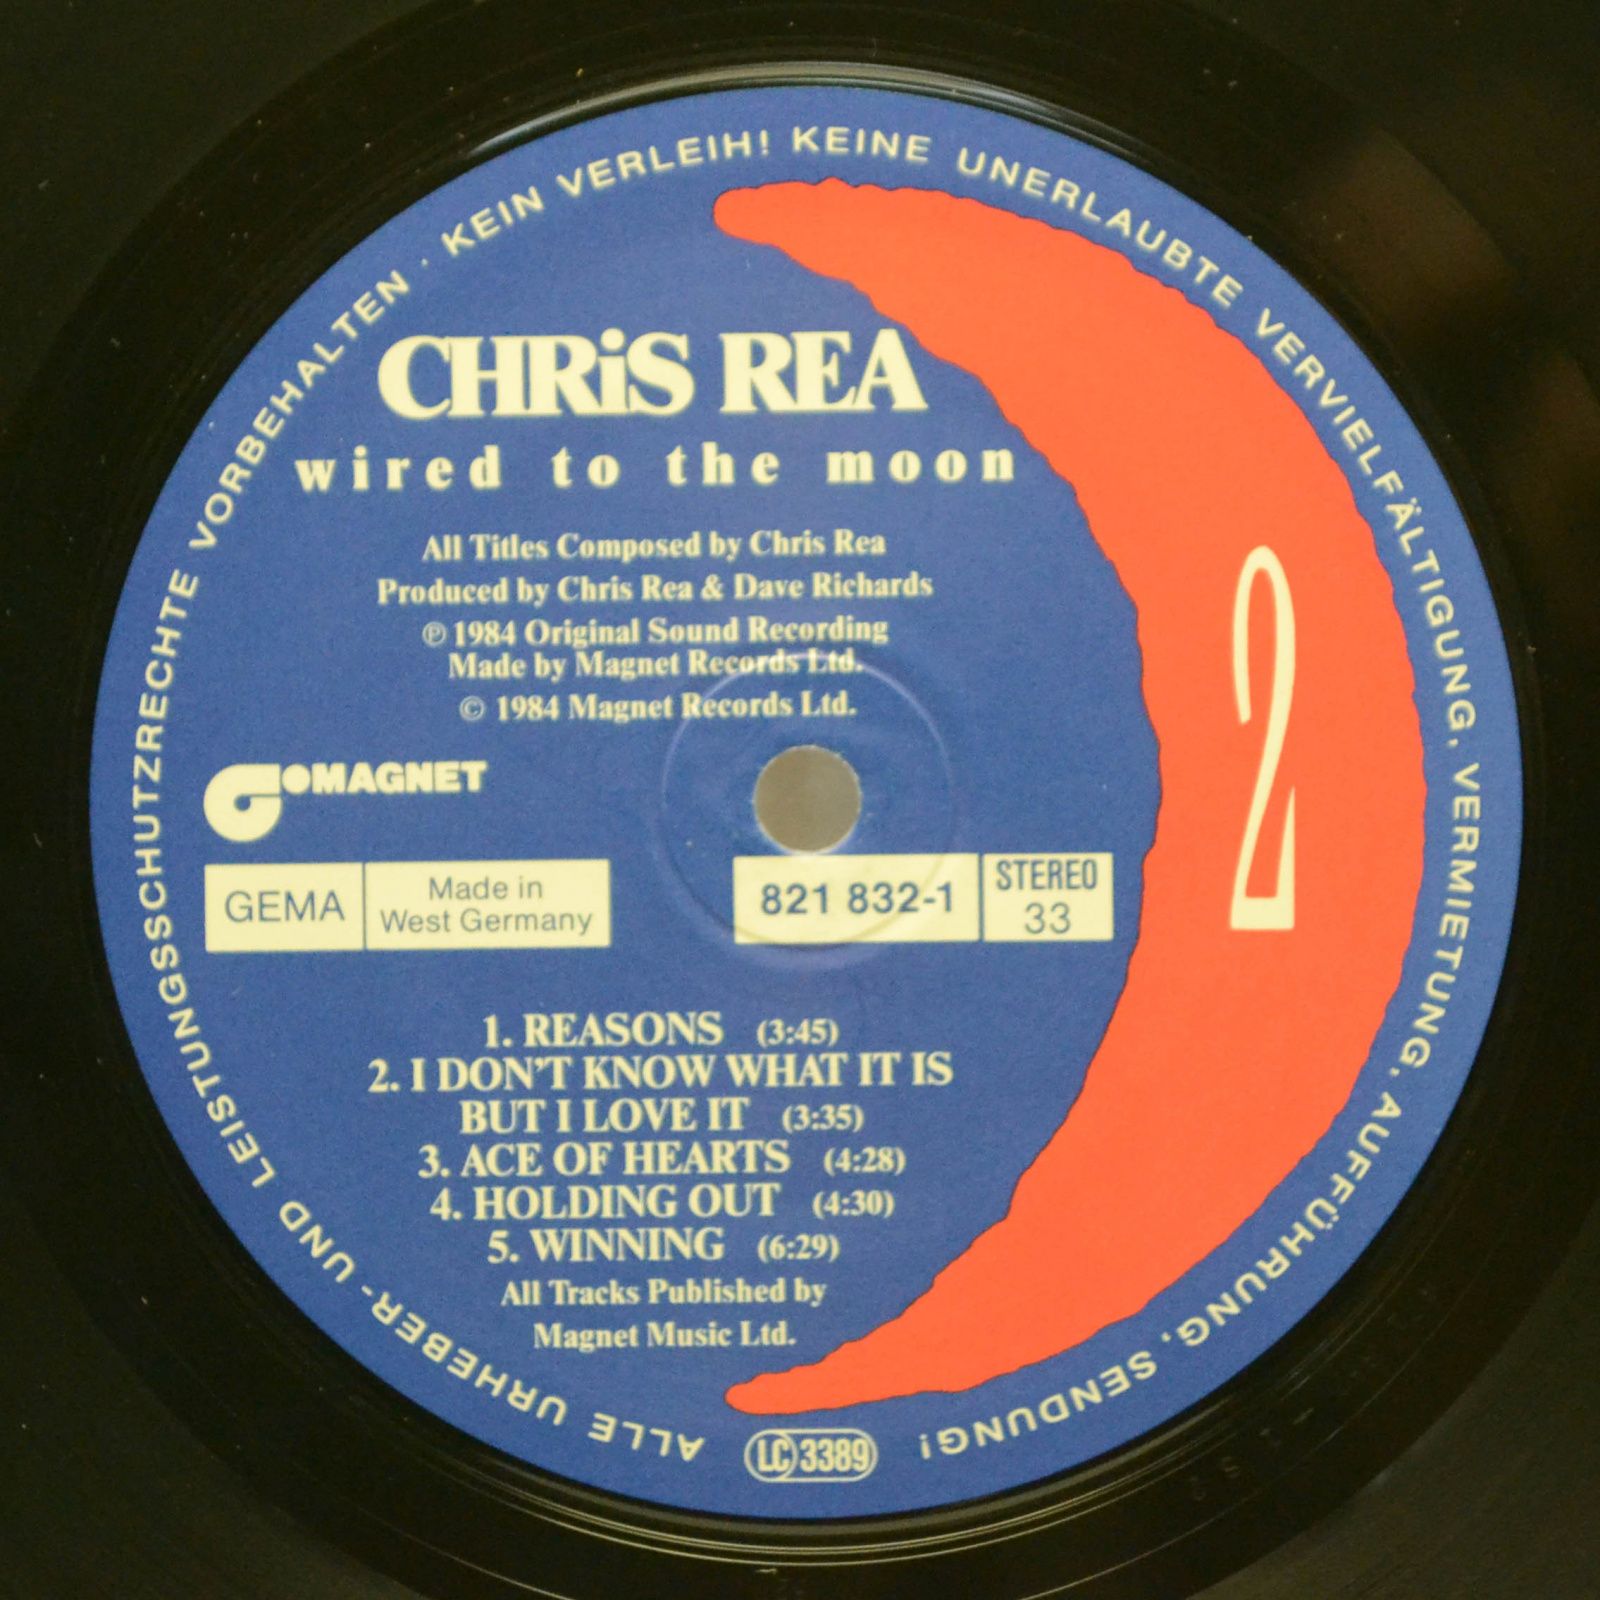 ALLE URHEBER- UND LEISTUNGSSCHUTZRECHTE VORBEHALTEN · KEIN VERLEIH! KEINE UNERLAUBTE VERVIELFÄLTIGUNG, VERMIETUNG, AUFFÜHRUNG, SENDUNG!
CHRiS REA
wired to the moon
All Titles Composed by Chris Rea
Produced by Chris Rea & Dave Richards
℗ 1984 Original Sound Recording
Made by Magnet Records Ltd.
© 1984 Magnet Records Ltd.
2
MAGNET
GEMA
Made in
West Germany
821 832-1
STEREO
33
1. REASONS (3:45)
2. I DON'T KNOW WHAT IT IS
BUT I LOVE IT (3:35)
3. ACE OF HEARTS (4:28)
4. HOLDING OUT (4:30)
5. WINNING (6:29)
All Tracks Published by
Magnet Music Ltd.
LC 3389